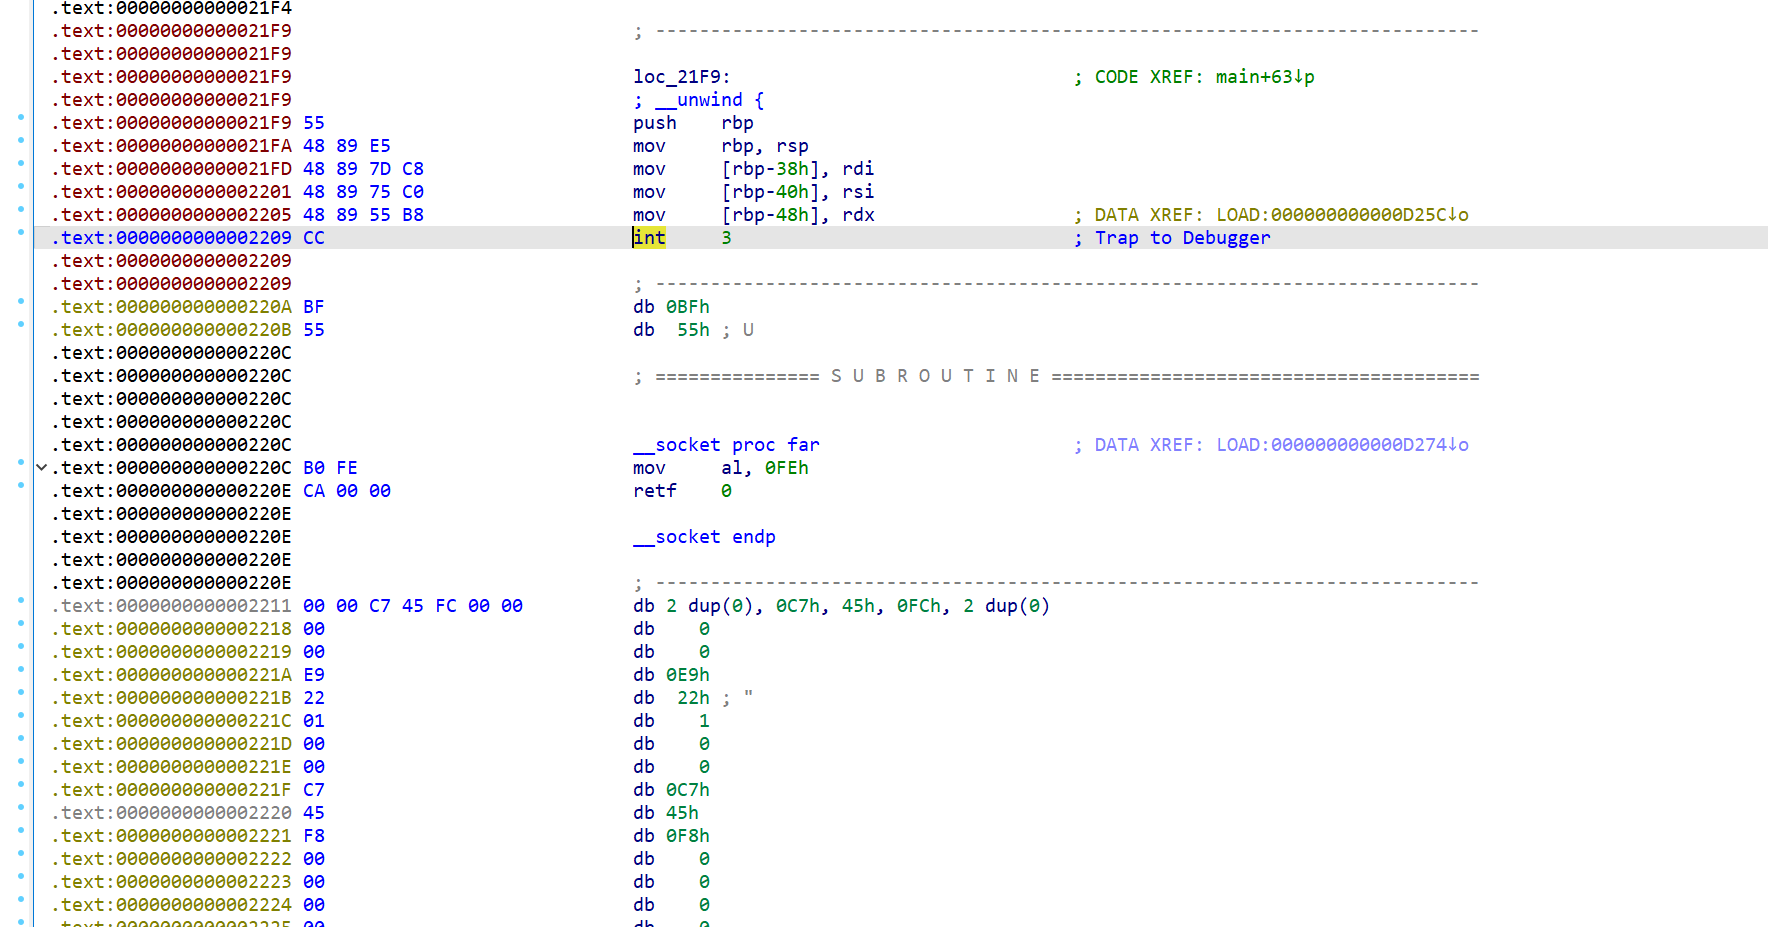 .text:00000000000021F4
.text:00000000000021F9 ; ---------------------------------------------------------------------------
.text:00000000000021F9
.text:00000000000021F9 loc_21F9: ; CODE XREF: main+63↓p
.text:00000000000021F9 ; __unwind {
.text:00000000000021F9 55 push rbp
.text:00000000000021FA 48 89 E5 mov rbp, rsp
.text:00000000000021FD 48 89 7D C8 mov [rbp-38h], rdi
.text:0000000000002201 48 89 75 C0 mov [rbp-40h], rsi
.text:0000000000002205 48 89 55 B8 mov [rbp-48h], rdx ; DATA XREF: LOAD:000000000000D25C↓o
.text:0000000000002209 CC int 3 ; Trap to Debugger
.text:0000000000002209
.text:0000000000002209 ; ---------------------------------------------------------------------------
.text:000000000000220A BF db 0BFh
.text:000000000000220B 55 db 55h ; U
.text:000000000000220C
.text:000000000000220C ; =============== S U B R O U T I N E =======================================
.text:000000000000220C
.text:000000000000220C
.text:000000000000220C __socket proc far ; DATA XREF: LOAD:000000000000D274↓o
.text:000000000000220C B0 FE mov al, 0FEh
.text:000000000000220E CA 00 00 retf 0
.text:000000000000220E
.text:000000000000220E __socket endp
.text:000000000000220E
.text:000000000000220E ; ---------------------------------------------------------------------------
.text:0000000000002211 00 00 C7 45 FC 00 00 db 2 dup(0), 0C7h, 45h, 0FCh, 2 dup(0)
.text:0000000000002218 00 db 0
.text:0000000000002219 00 db 0
.text:000000000000221A E9 db 0E9h
.text:000000000000221B 22 db 22h ; "
.text:000000000000221C 01 db 1
.text:000000000000221D 00 db 0
.text:000000000000221E 00 db 0
.text:000000000000221F C7 db 0C7h
.text:0000000000002220 45 db 45h
.text:0000000000002221 F8 db 0F8h
.text:0000000000002222 00 db 0
.text:0000000000002223 00 db 0
.text:0000000000002224 00 db 0
.text:0000000000002225 00 db 0